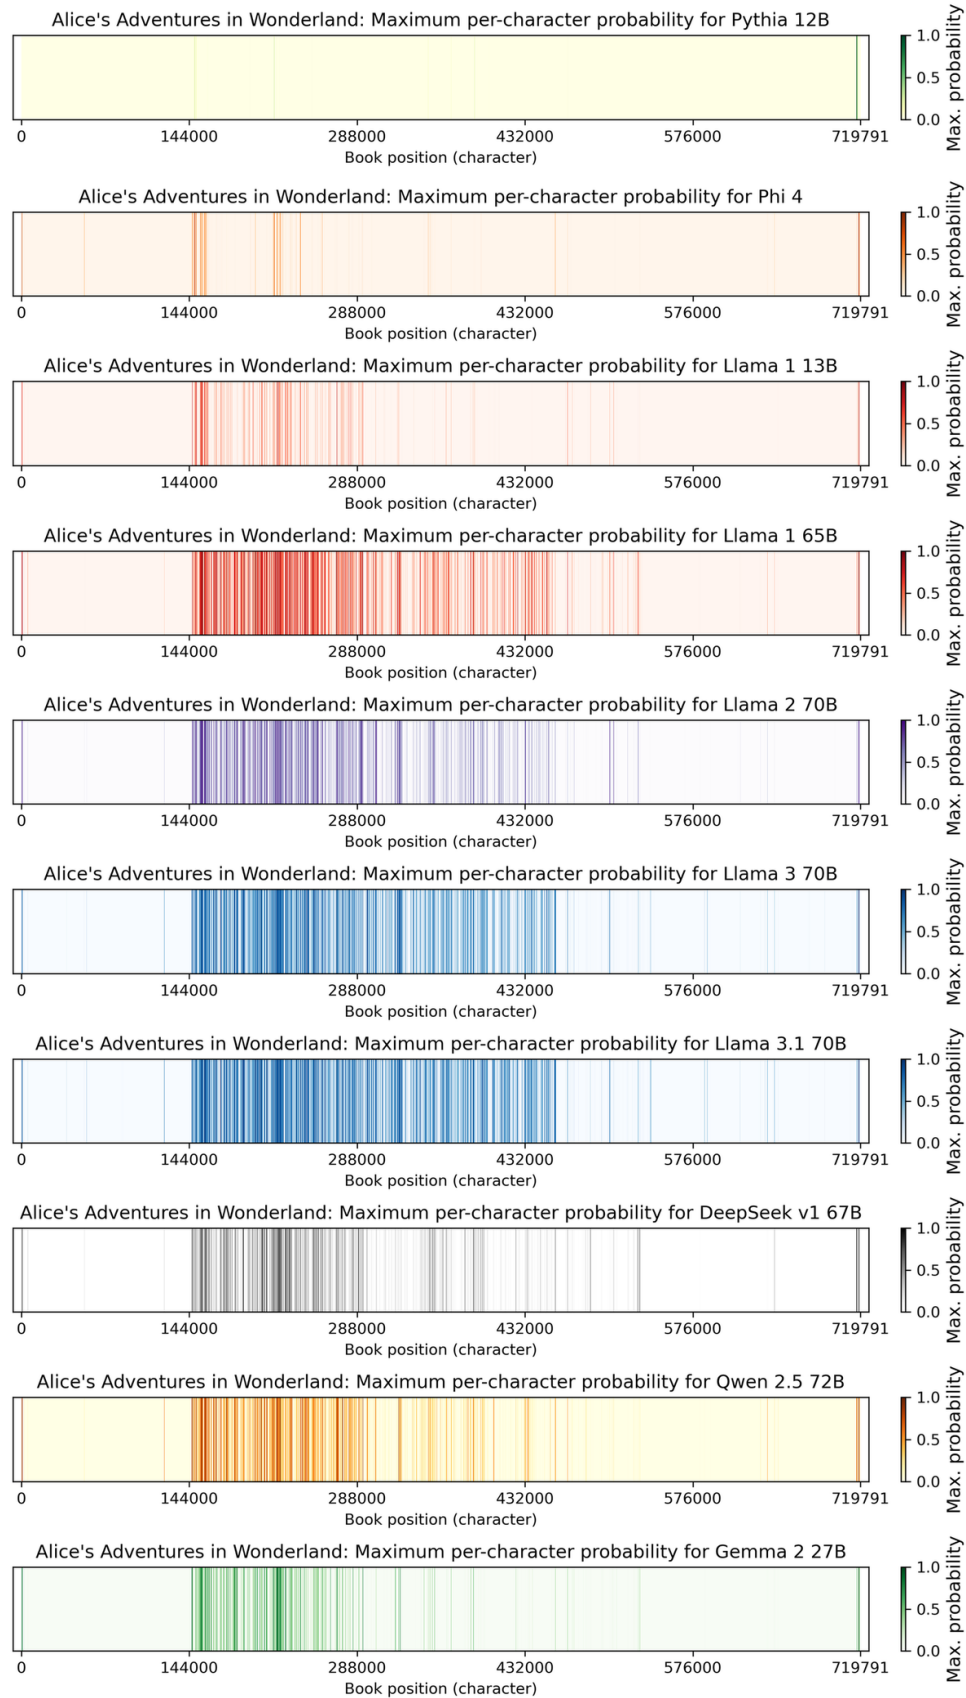 Alice's Adventures in Wonderland: Maximum per-character probability for Pythia 12B
1.0
0.5
0.0
Max. probability
0 144000 288000 432000 576000 719791
Book position (character)
Alice's Adventures in Wonderland: Maximum per-character probability for Phi 4
1.0
0.5
0.0
Max. probability
0 144000 288000 432000 576000 719791
Book position (character)
Alice's Adventures in Wonderland: Maximum per-character probability for Llama 1 13B
1.0
0.5
0.0
Max. probability
0 144000 288000 432000 576000 719791
Book position (character)
Alice's Adventures in Wonderland: Maximum per-character probability for Llama 1 65B
1.0
0.5
0.0
Max. probability
0 144000 288000 432000 576000 719791
Book position (character)
Alice's Adventures in Wonderland: Maximum per-character probability for Llama 2 70B
1.0
0.5
0.0
Max. probability
0 144000 288000 432000 576000 719791
Book position (character)
Alice's Adventures in Wonderland: Maximum per-character probability for Llama 3 70B
1.0
0.5
0.0
Max. probability
0 144000 288000 432000 576000 719791
Book position (character)
Alice's Adventures in Wonderland: Maximum per-character probability for Llama 3.1 70B
1.0
0.5
0.0
Max. probability
0 144000 288000 432000 576000 719791
Book position (character)
Alice's Adventures in Wonderland: Maximum per-character probability for DeepSeek v1 67B
1.0
0.5
0.0
Max. probability
0 144000 288000 432000 576000 719791
Book position (character)
Alice's Adventures in Wonderland: Maximum per-character probability for Qwen 2.5 72B
1.0
0.5
0.0
Max. probability
0 144000 288000 432000 576000 719791
Book position (character)
Alice's Adventures in Wonderland: Maximum per-character probability for Gemma 2 27B
1.0
0.5
0.0
Max. probability
0 144000 288000 432000 576000 719791
Book position (character)